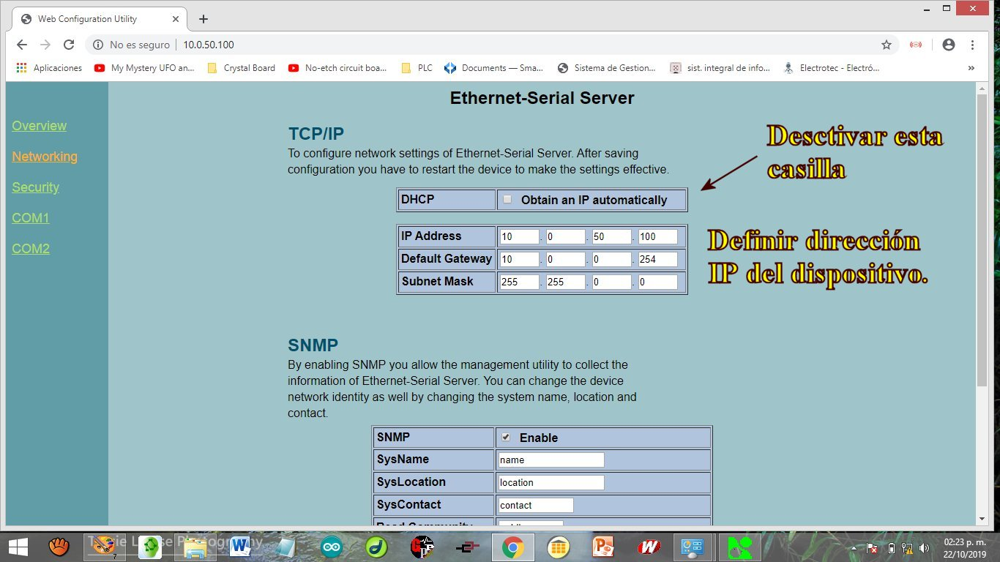 Web Configuration Utility
No es seguro
10.0.50.100
Aplicaciones
My Mystery UFO an...
Crystal Board
No-etch circuit boa...
PLC
Documents — Sma...
Sistema de Gestion...
sist. integral de info...
Electrotec - Electró...
»
Ethernet-Serial Server
Overview
Networking
Security
COM1
COM2
TCP/IP
To configure network settings of Ethernet-Serial Server. After saving
configuration you have to restart the device to make the settings effective.
Desctivar esta
casilla
DHCP Obtain an IP automatically
IP Address 10 . 0 . 50 . 100
Default Gateway 10 . 0 . 0 . 254
Subnet Mask 255 . 255 . 0 . 0
Definir dirección
IP del dispositivo.
SNMP
By enabling SNMP you allow the management utility to collect the
information of Ethernet-Serial Server. You can change the device
network identity as well by changing the system name, location and
contact.
SNMP Enable
SysName name
SysLocation location
SysContact contact
Read Community
Photography
7
GTP
02:23 p. m.
22/10/2019